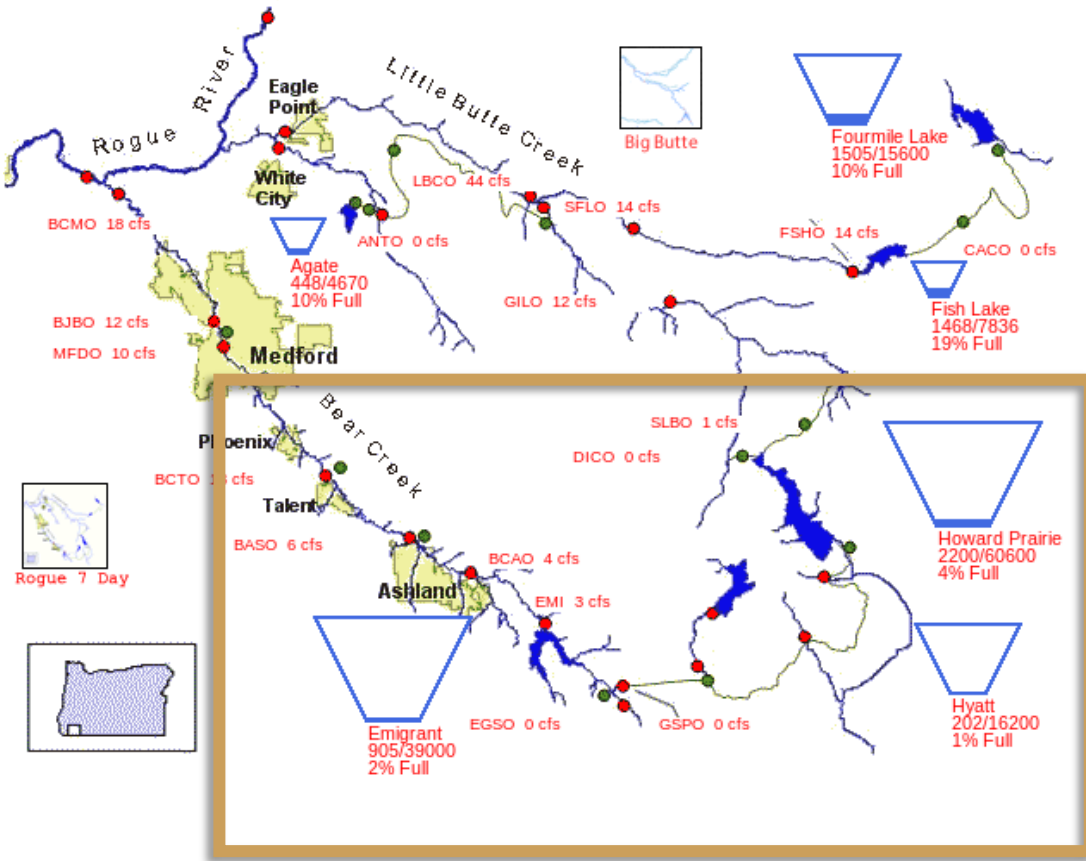 Rogue River
Little Butte Creek
Eagle
Point
White
City
Big Butte
Fourmile Lake
1505/15600
10% Full
LBCO 44 cfs
SFLO 14 cfs
BCMO 18 cfs
ANTO 0 cfs
FSHO 14 cfs
CACO 0 cfs
Agate
448/4670
10% Full
GILO 12 cfs
Fish Lake
1468/7836
19% Full
BJBO 12 cfs
MFDO 10 cfs
Medford
Bear Creek
SLBO 1 cfs
Phoenix
DICO 0 cfs
BCTO cfs
Talent
Howard Prairie
2200/60600
4% Full
BASO 6 cfs
BCAO 4 cfs
Rogue 7 Day
Ashland
EMI 3 cfs
Hyatt
202/16200
1% Full
EGSO 0 cfs
GSPO 0 cfs
Emigrant
905/39000
2% Full